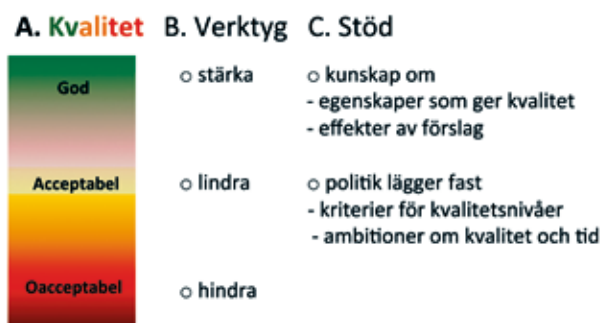 A. Kvalitet B. Verktyg C. Stöd
God
○ stärka
○ kunskap om
- egenskaper som ger kvalitet
- effekter av förslag
Acceptabel
○ lindra
○ politik lägger fast
- kriterier för kvalitetsnivåer
- ambitioner om kvalitet och tid
Oacceptabel
○ hindra